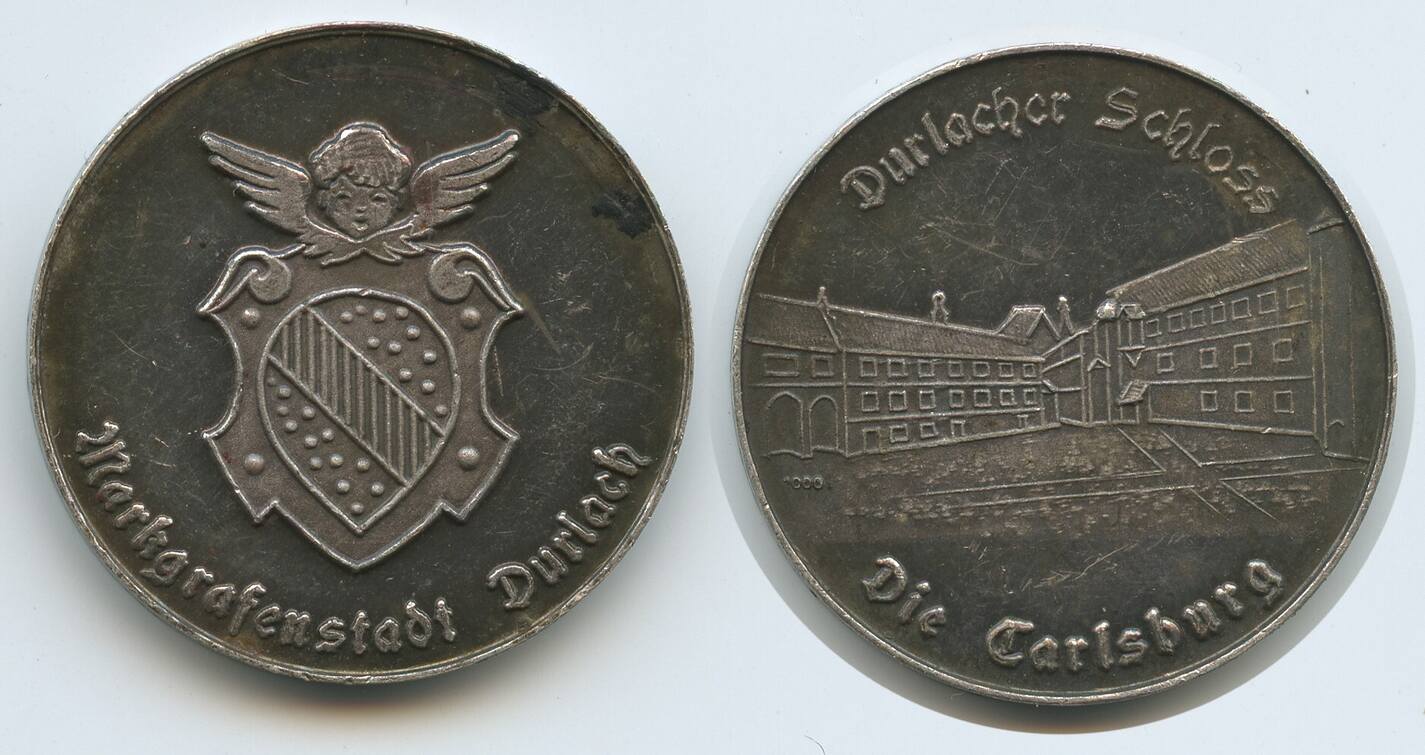 Markgrafenstadt Durlach
Durlacher Schloss
1000
Die Carlsburg